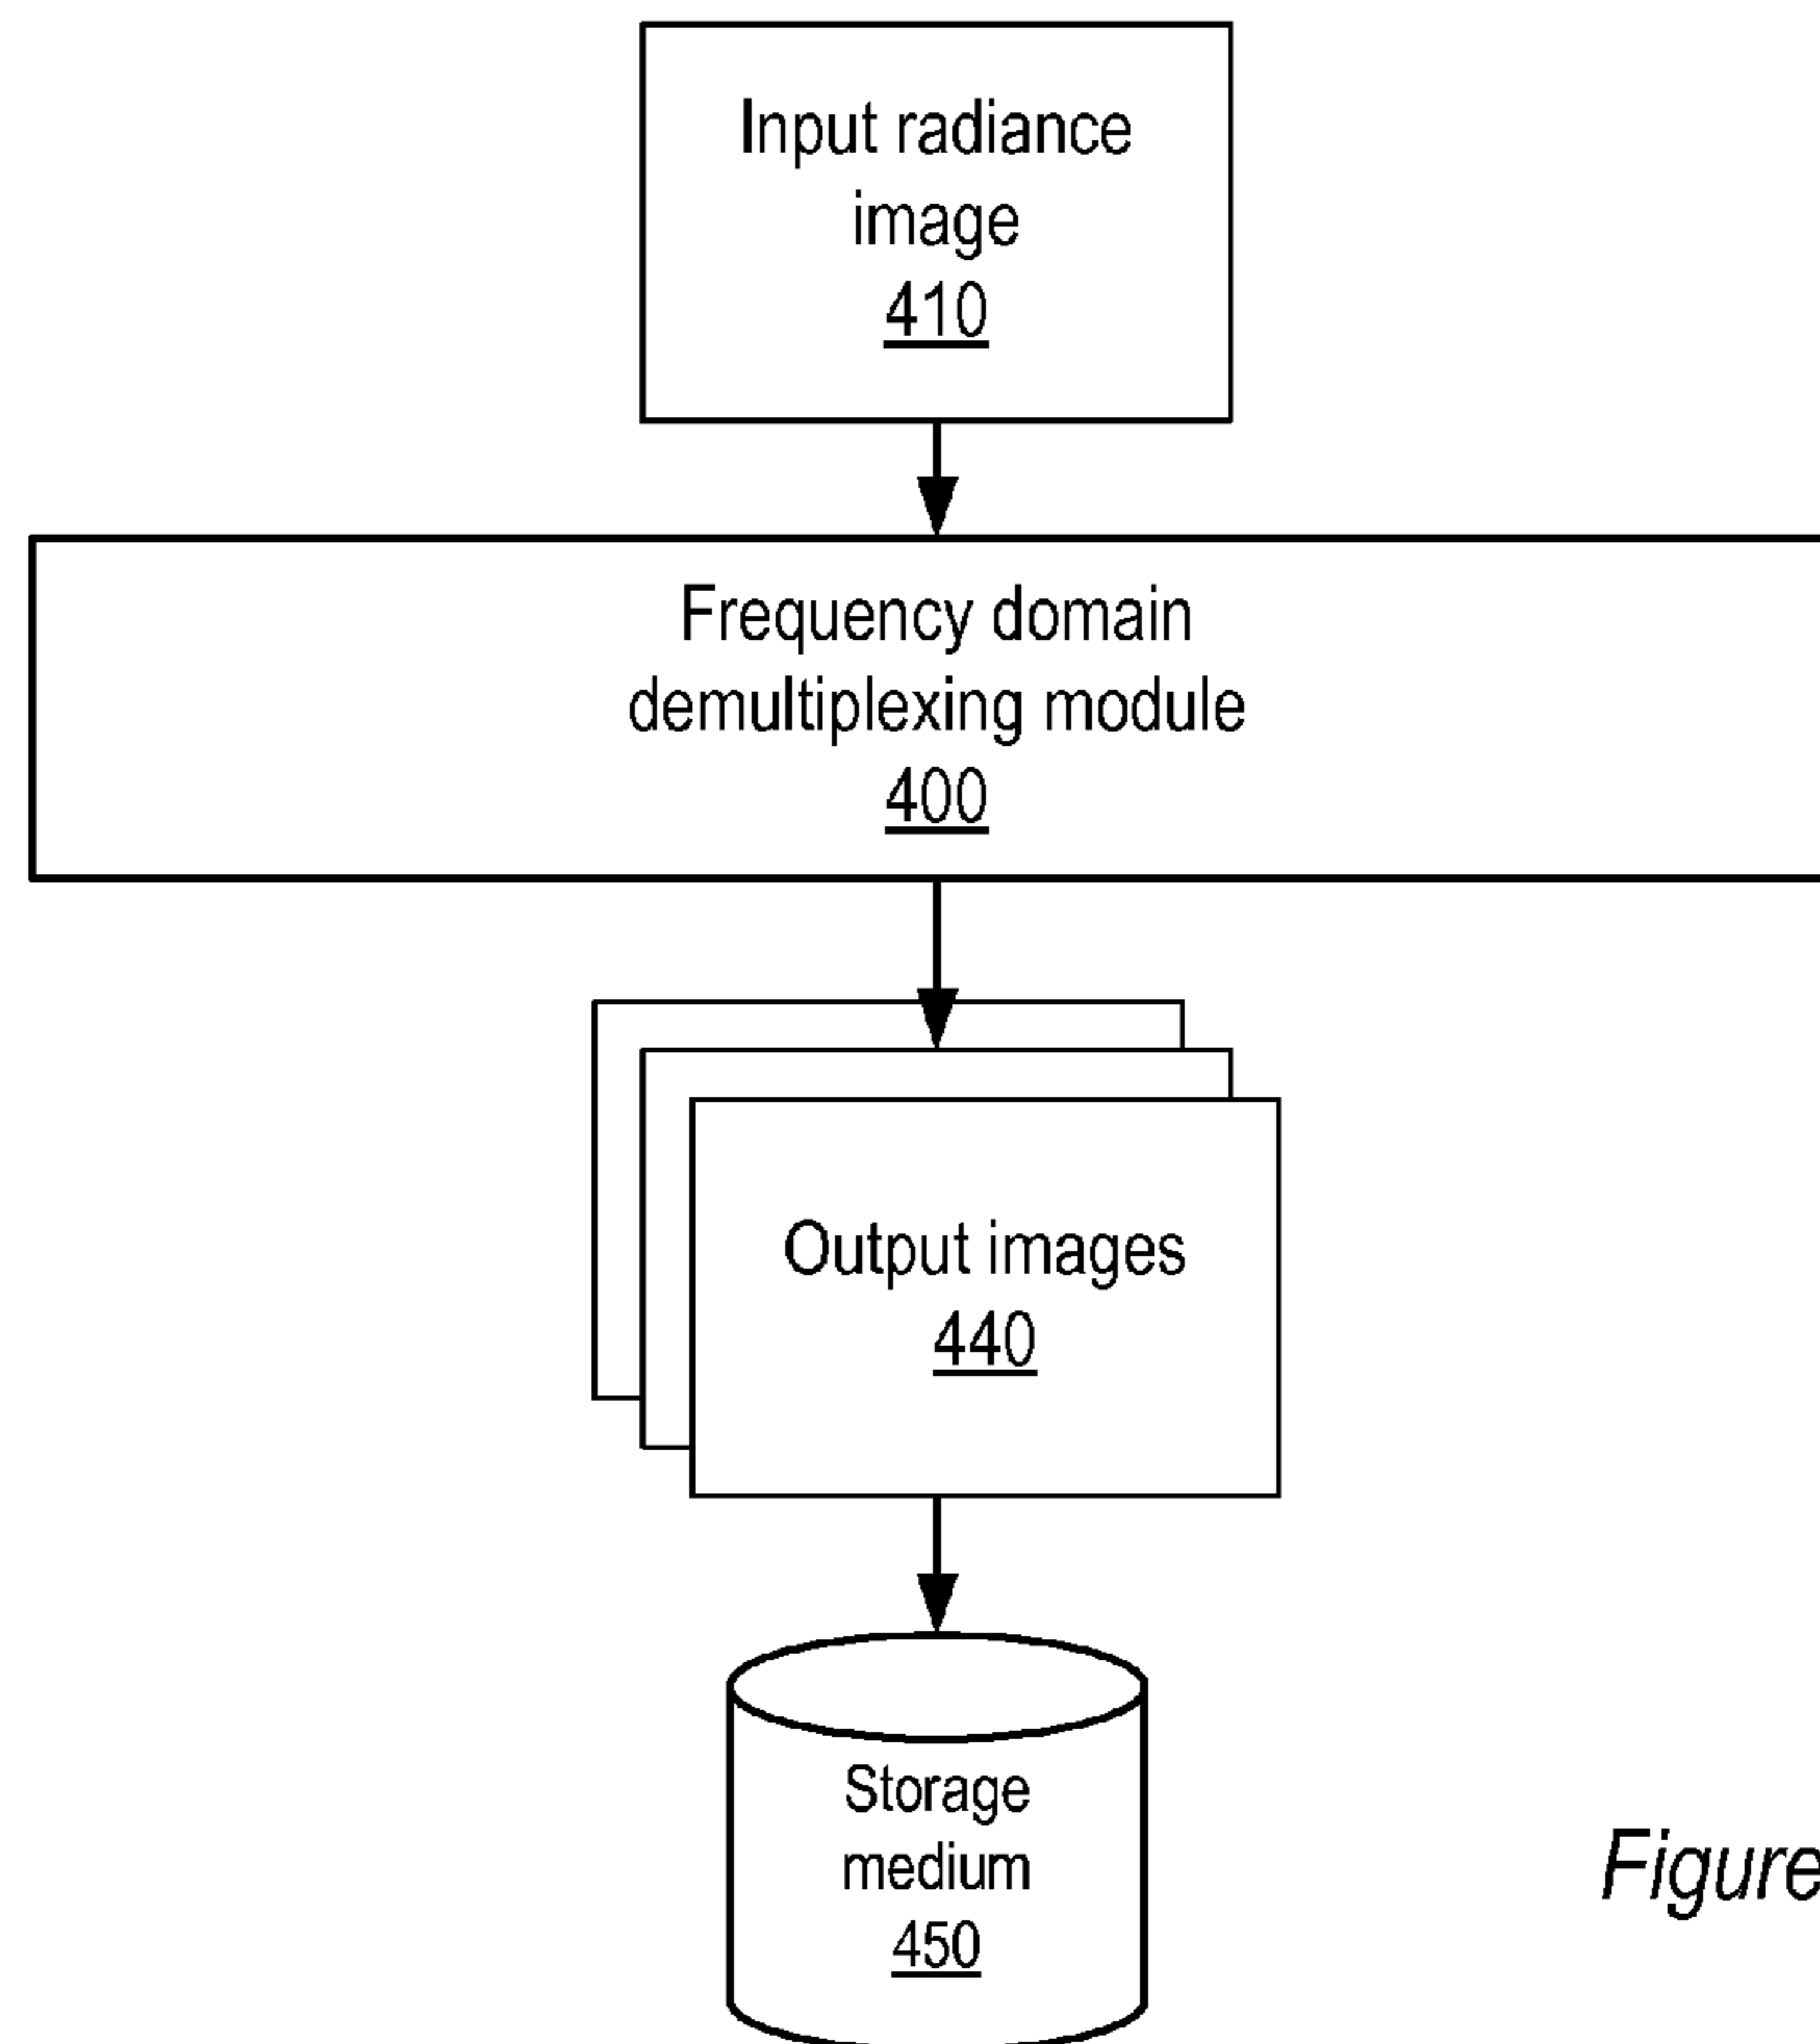 Input radiance
image
410
Frequency domain
demultiplexing module
400
Output images
440
Storage
medium
450
Figure